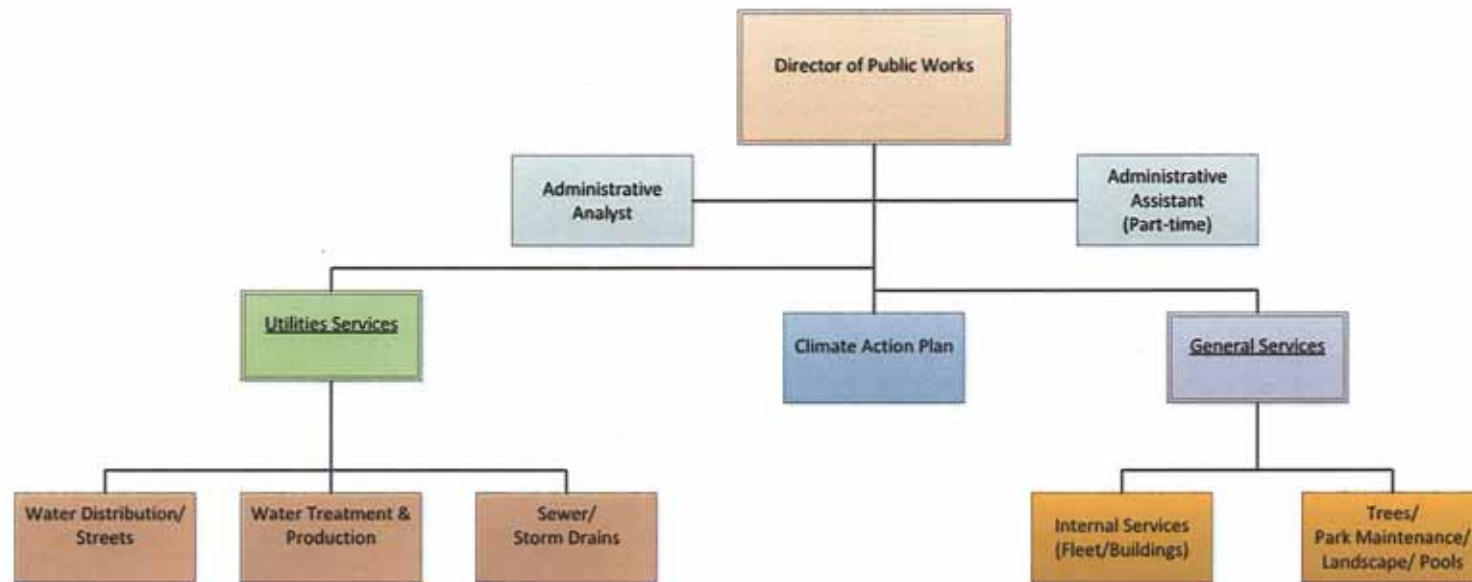 Director of Public Works
Administrative
Analyst
Administrative
Assistant
(Part-time)
Utilities Services
Climate Action Plan
General Services
Water Distribution/
Streets
Water Treatment &
Production
Sewer/
Storm Drains
Internal Services
(Fleet/Buildings)
Trees/
Park Maintenance/
Landscape/ Pools